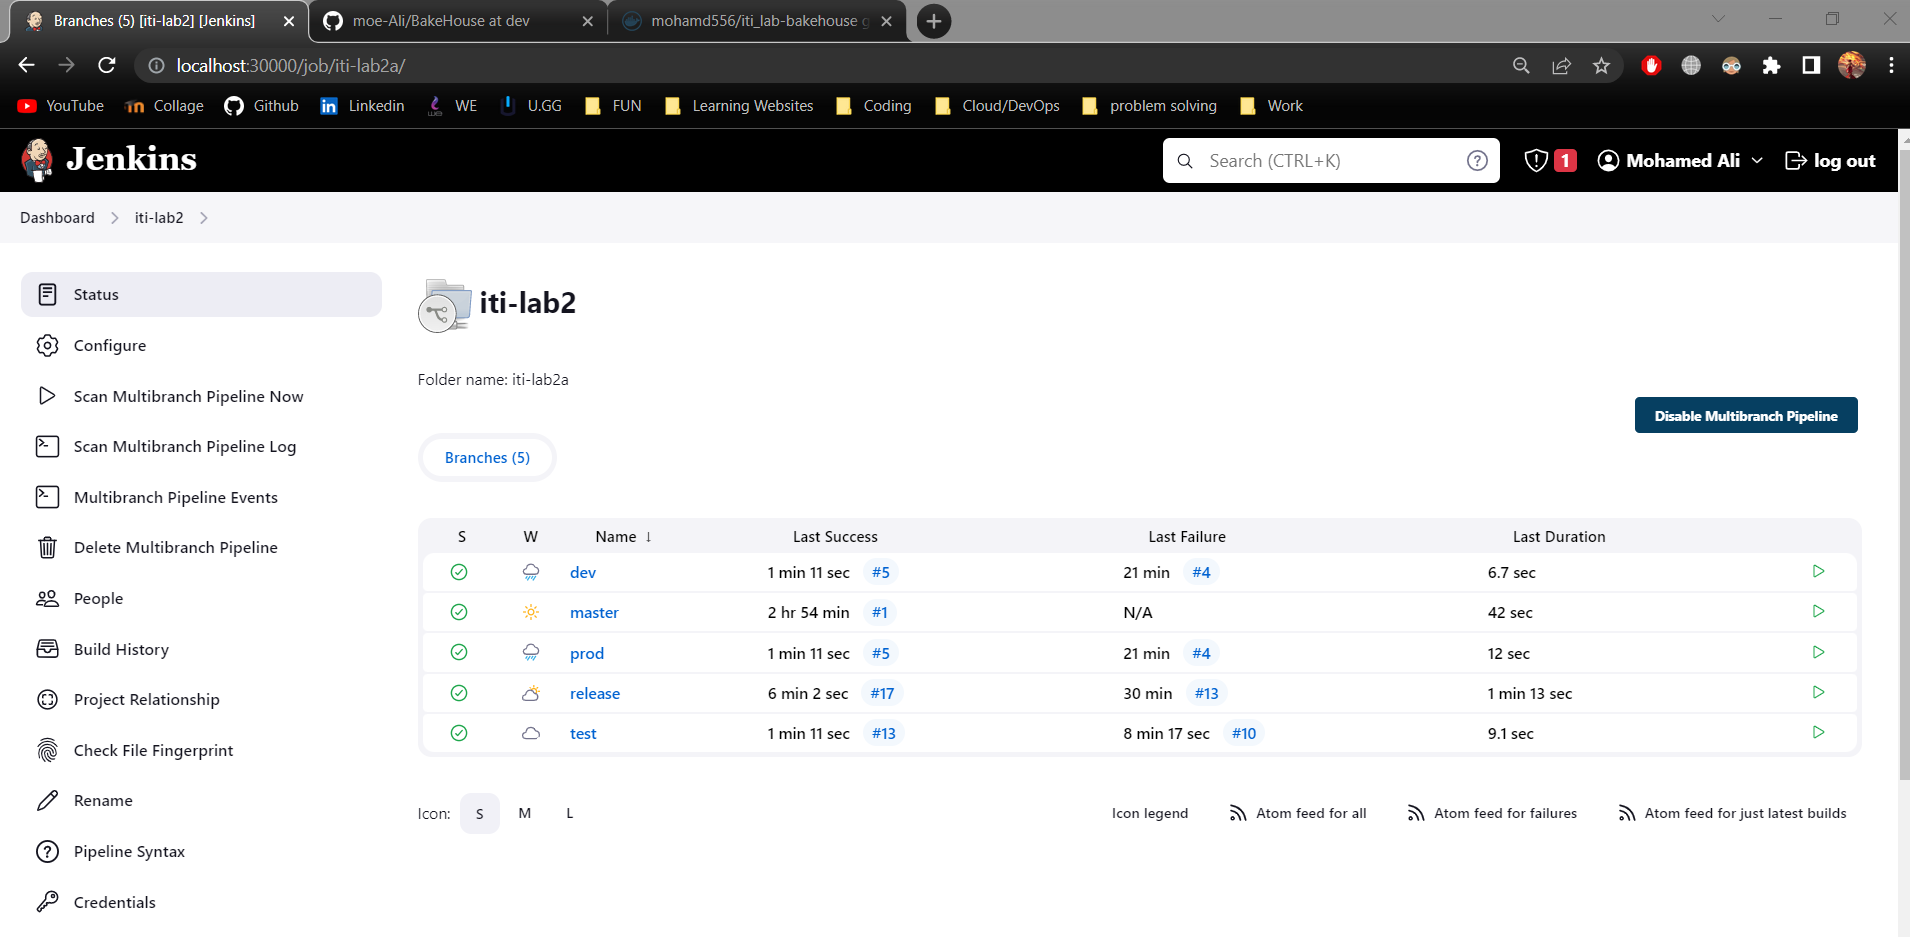 Branches (5) [iti-lab2] [Jenkins]
moe-Ali/BakeHouse at dev
mohamd556/iti_lab-bakehouse g
localhost:30000/job/iti-lab2a/
YouTube
Collage
Github
Linkedin
WE
U.GG
FUN
Learning Websites
Coding
Cloud/DevOps
problem solving
Work
Jenkins
Search (CTRL+K)
1
Mohamed Ali
log out
Dashboard
iti-lab2
Status
Configure
Scan Multibranch Pipeline Now
Scan Multibranch Pipeline Log
Multibranch Pipeline Events
Delete Multibranch Pipeline
People
Build History
Project Relationship
Check File Fingerprint
Rename
Pipeline Syntax
Credentials
iti-lab2
Folder name: iti-lab2a
Disable Multibranch Pipeline
Branches (5)
S W Name ↓ Last Success Last Failure Last Duration
dev 1 min 11 sec #5 21 min #4 6.7 sec
master 2 hr 54 min #1 N/A 42 sec
prod 1 min 11 sec #5 21 min #4 12 sec
release 6 min 2 sec #17 30 min #13 1 min 13 sec
test 1 min 11 sec #13 8 min 17 sec #10 9.1 sec
Icon: S M L
Icon legend
Atom feed for all
Atom feed for failures
Atom feed for just latest builds